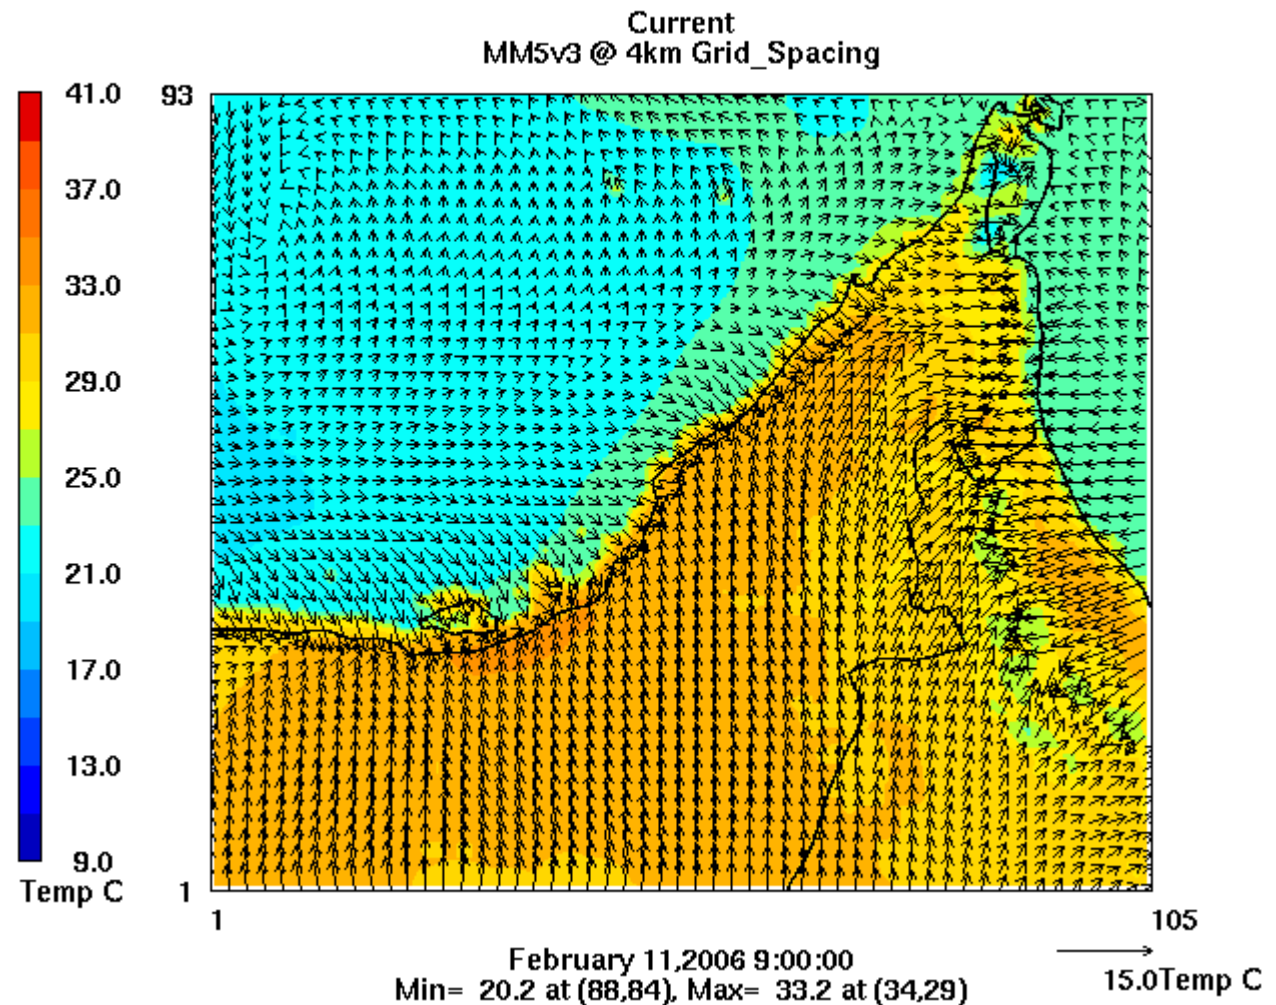 Current
MM5v3 @ 4km Grid_Spacing
41.0
37.0
33.0
29.0
25.0
21.0
17.0
13.0
9.0
Temp C
93
1
1
105
15.0Temp C
February 11,2006 9:00:00
Min= 20.2 at (88,84), Max= 33.2 at (34,29)